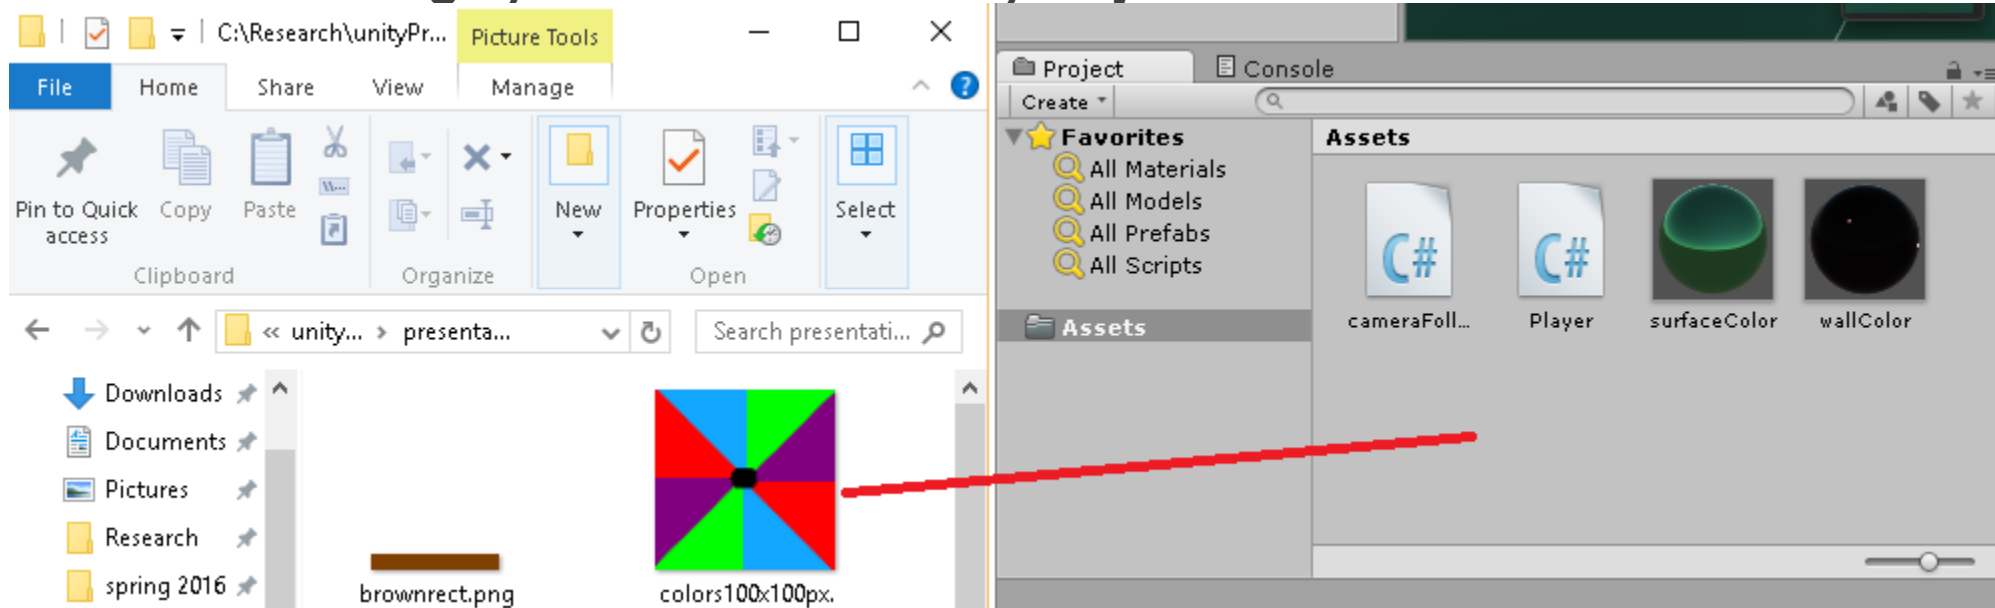 C:\Research\unityPr... Picture Tools
File Home Share View Manage
Pin to Quick access
Copy
Paste
New
Properties
Select
Clipboard
Organize
Open
« unity... › presenta...
Search presentati...
Downloads
Documents
Pictures
Research
spring 2016
brownrect.png
colors100x100px.
Project
Console
Create
Favorites
All Materials
All Models
All Prefabs
All Scripts
Assets
Assets
C#
C#
cameraFoll...
Player
surfaceColor
wallColor